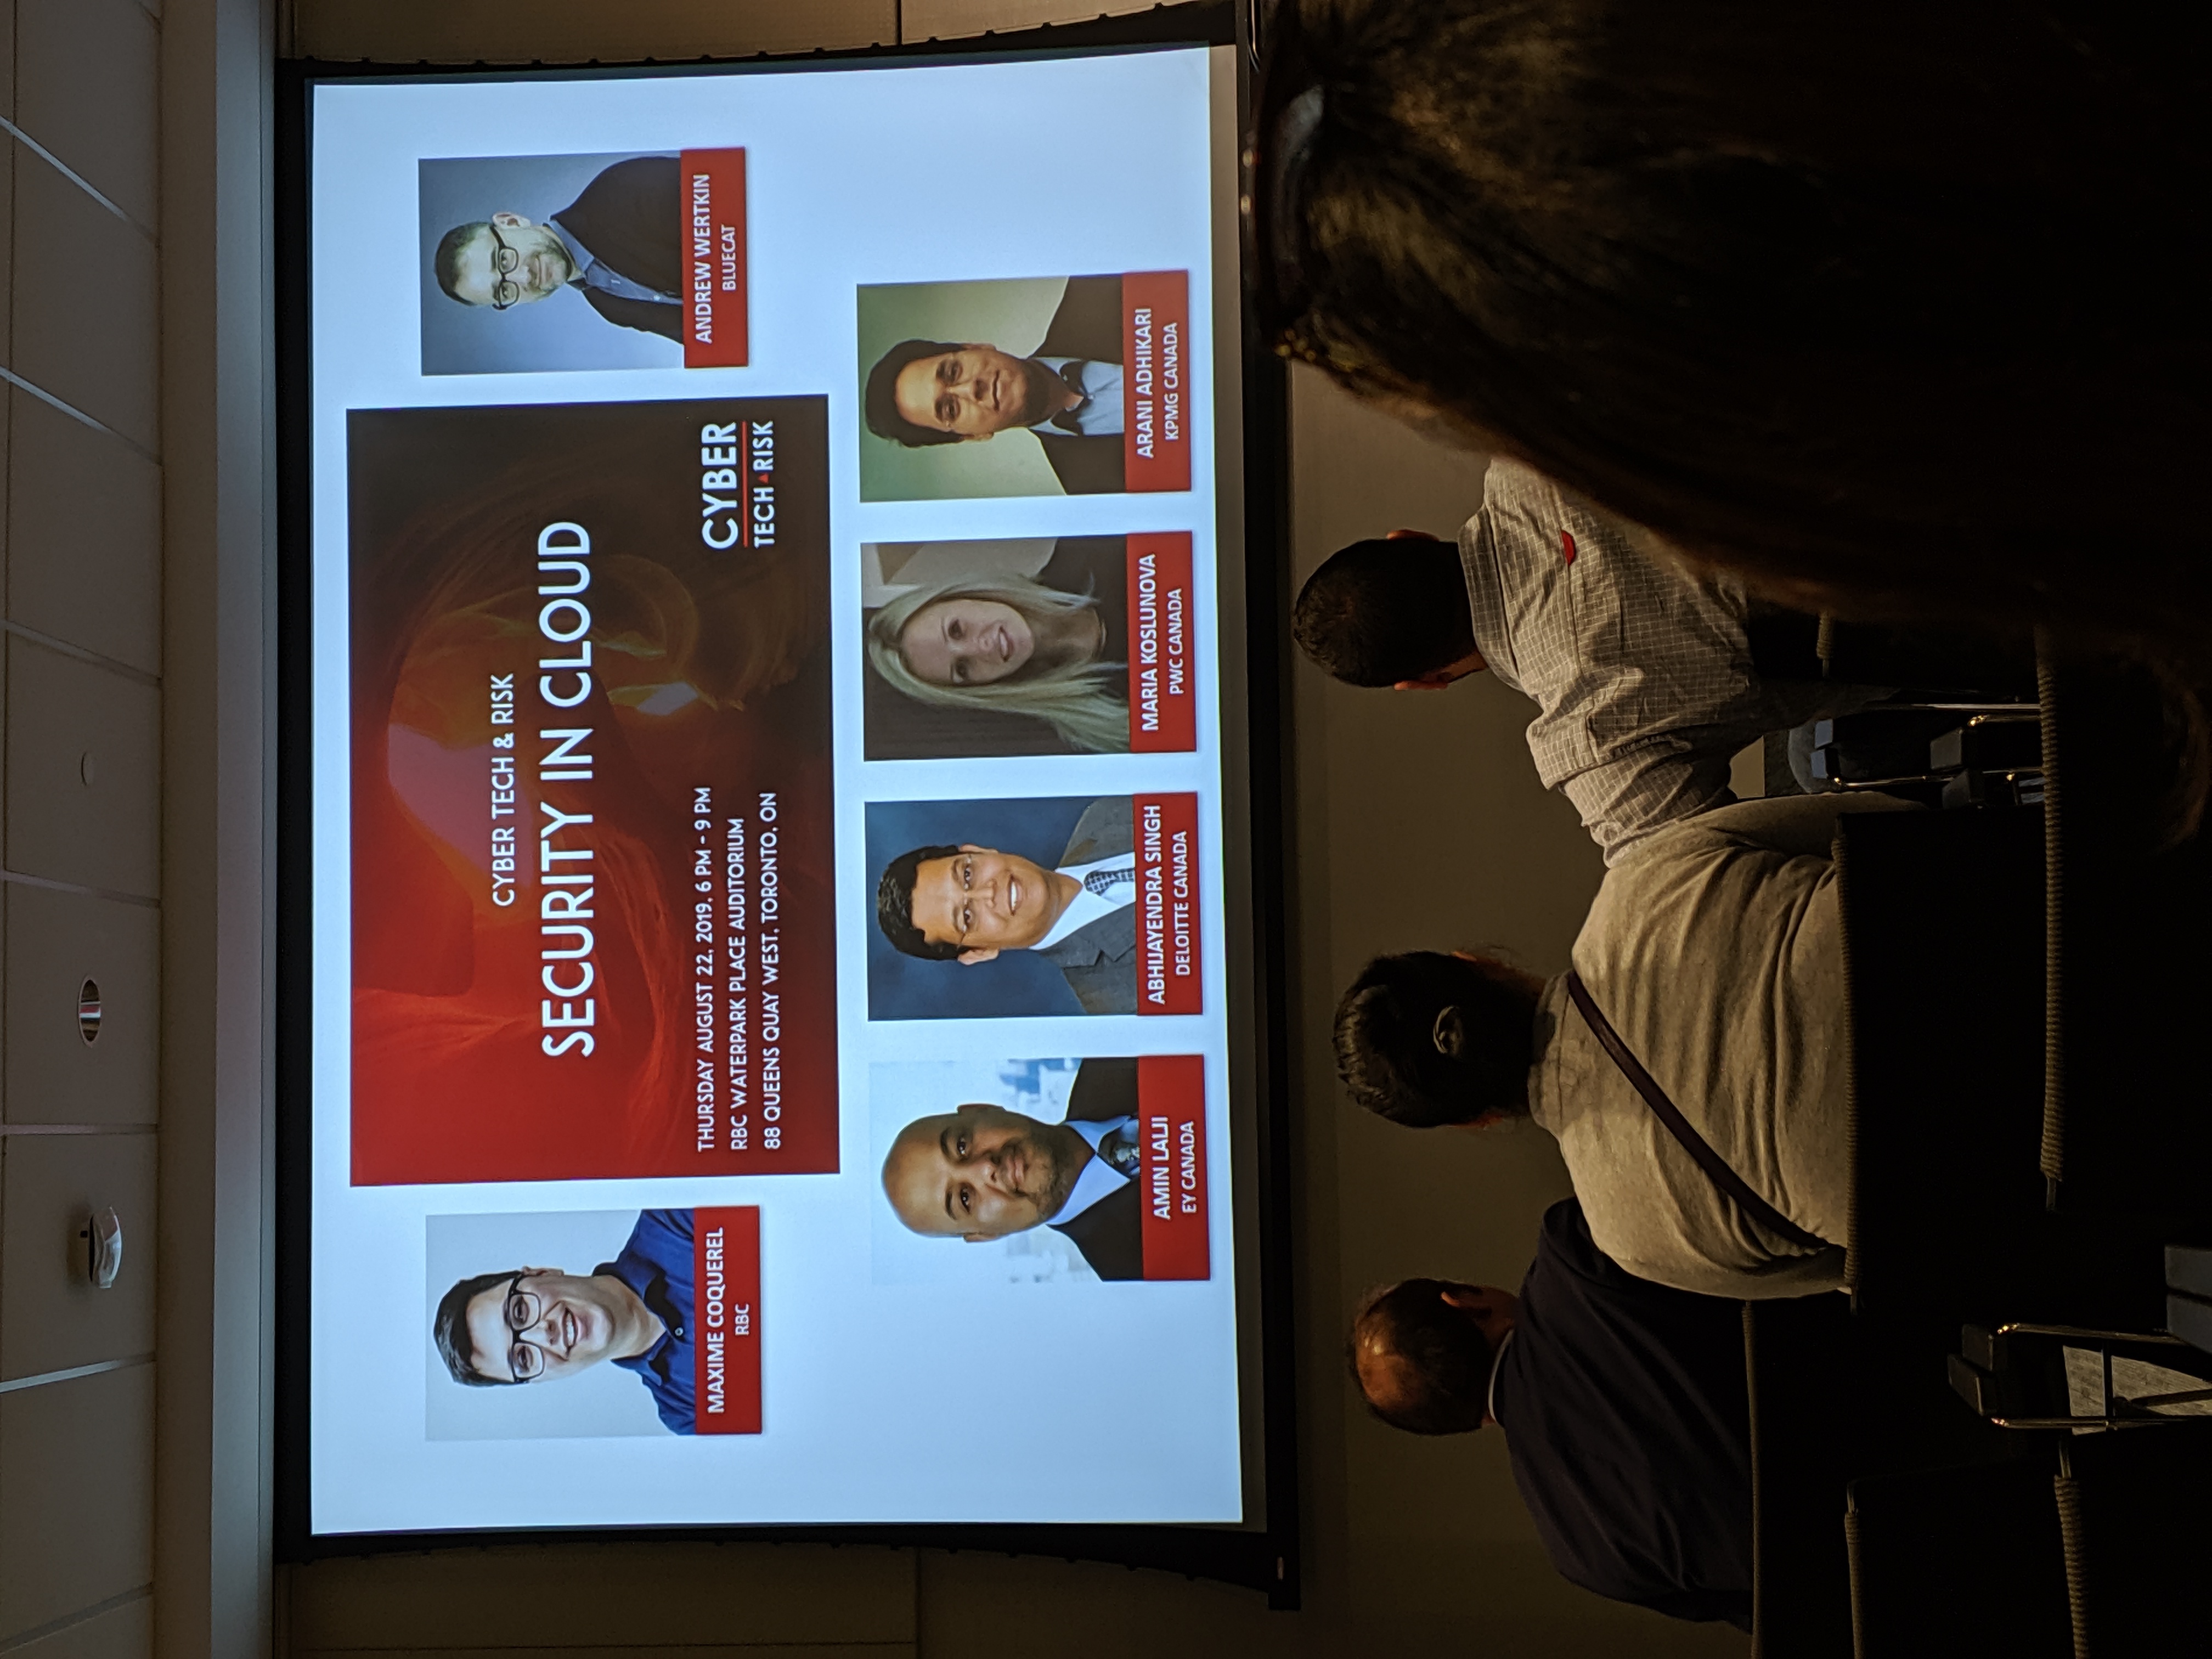 CYBER TECH & RISK
SECURITY IN CLOUD
THURSDAY AUGUST 22, 2019, 6 PM - 9 PM
RBC WATERPARK PLACE AUDITORIUM
88 QUEENS QUAY WEST, TORONTO, ON
CYBER
TECH RISK
MAXIME COQUEREL
RBC
ANDREW WERTKIN
BLUECAT
AMIN LALJI
EY CANADA
ABHIJAYENDRA SINGH
DELOITTE CANADA
MARIA KOSLUNOVA
PWC CANADA
ARANI ADHIKARI
KPMG CANADA